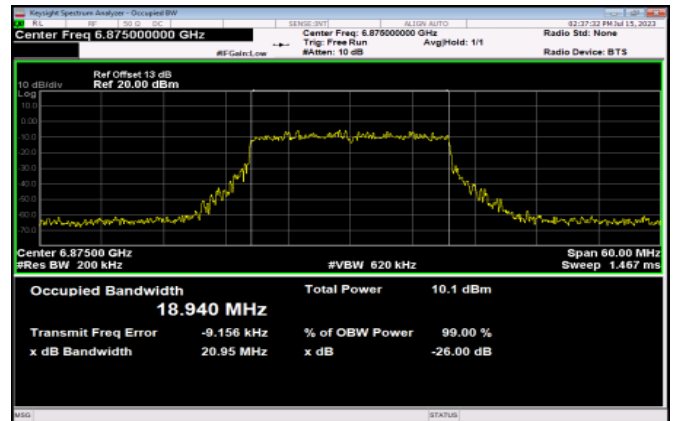 Keysight Spectrum Analyzer - Occupied BW
RL RF 50 Ω DC SENSE:INT ALIGN AUTO 02:37:32 PM Jul 15, 2023
Center Freq 6.875000000 GHz Center Freq: 6.875000000 GHz Radio Std: None
Trig: Free Run Avg|Hold: 1/1
#IFGain:Low #Atten: 10 dB Radio Device: BTS
Ref Offset 13 dB
10 dB/div Ref 20.00 dBm
Log
10.0
0.00
-10.0
-20.0
-30.0
-40.0
-50.0
-60.0
-70.0
Center 6.87500 GHz Span 60.00 MHz
#Res BW 200 kHz #VBW 620 kHz Sweep 1.467 ms
Occupied Bandwidth Total Power 10.1 dBm
18.940 MHz
Transmit Freq Error -9.156 kHz % of OBW Power 99.00 %
x dB Bandwidth 20.95 MHz x dB -26.00 dB
MSG STATUS